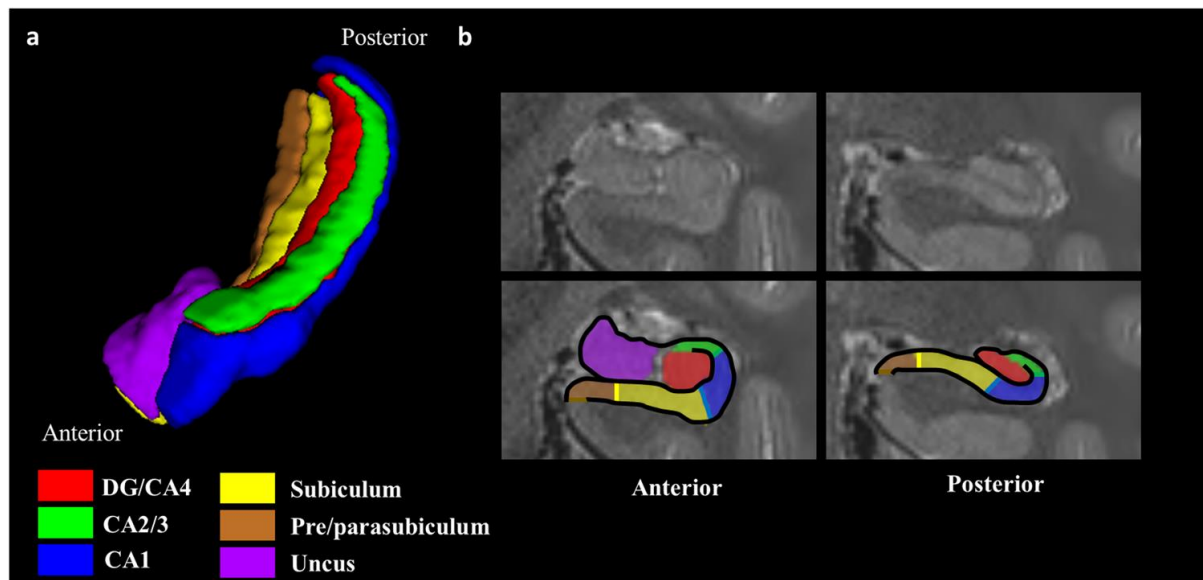 a
Posterior
b
Anterior
DG/CA4
Subiculum
CA2/3
Pre/parasubiculum
CA1
Uncus
Anterior
Posterior